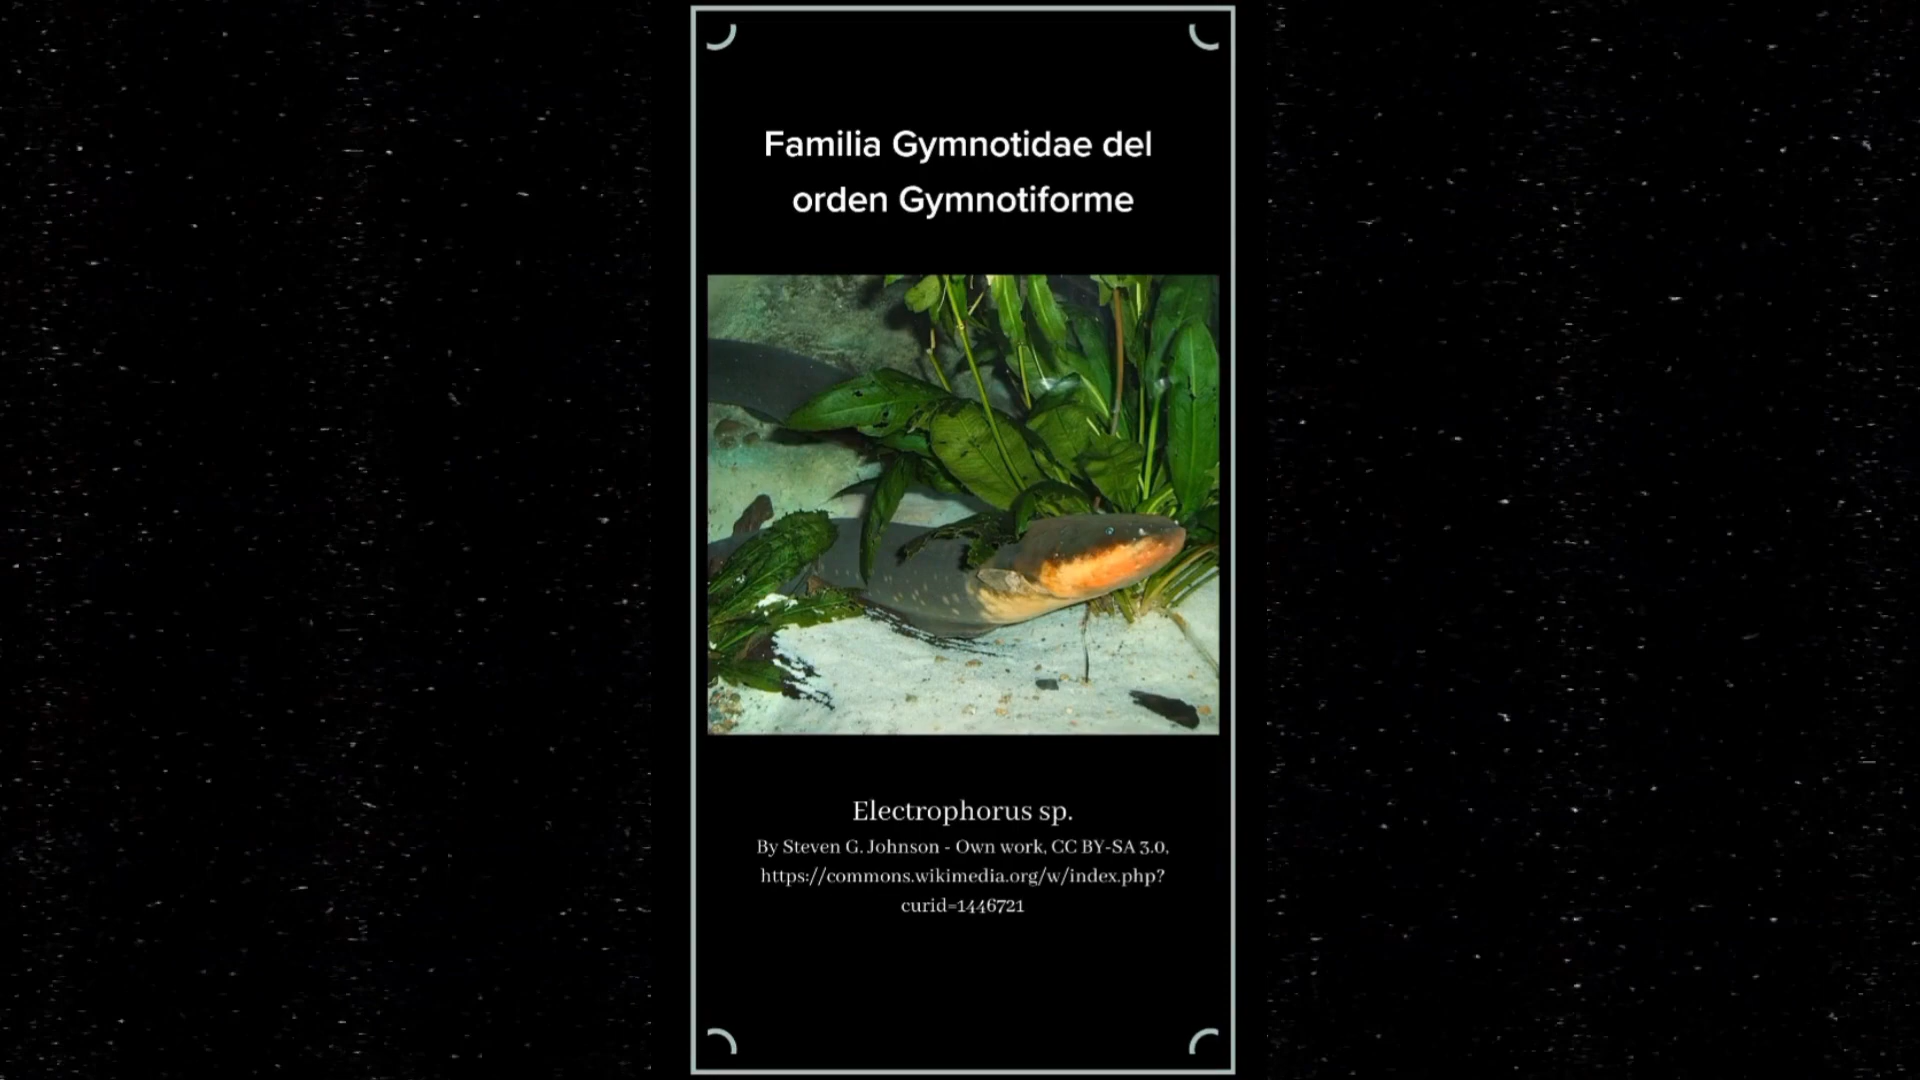 Familia Gymnotidae del
orden Gymnotiforme
Electrophorus sp.
By Steven G. Johnson - Own work, CC BY-SA 3.0,
https://commons.wikimedia.org/w/index.php?
curid=1446721